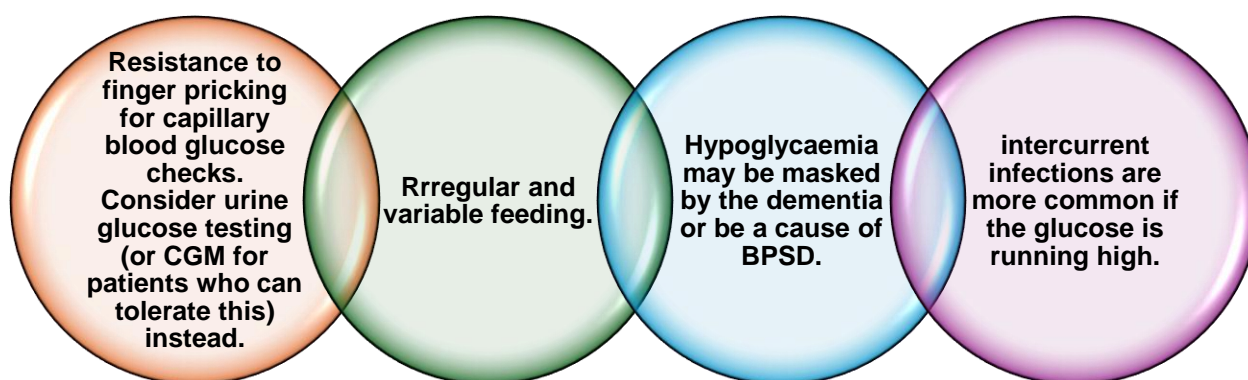 Resistance to
finger pricking
for capillary
blood glucose
checks.
Consider urine
glucose testing
(or CGM for
patients who can
tolerate this)
instead.
Rrregular and
variable feeding.
Hypoglycaemia
may be masked
by the dementia
or be a cause of
BPSD.
intercurrent
infections are
more common if
the glucose is
running high.